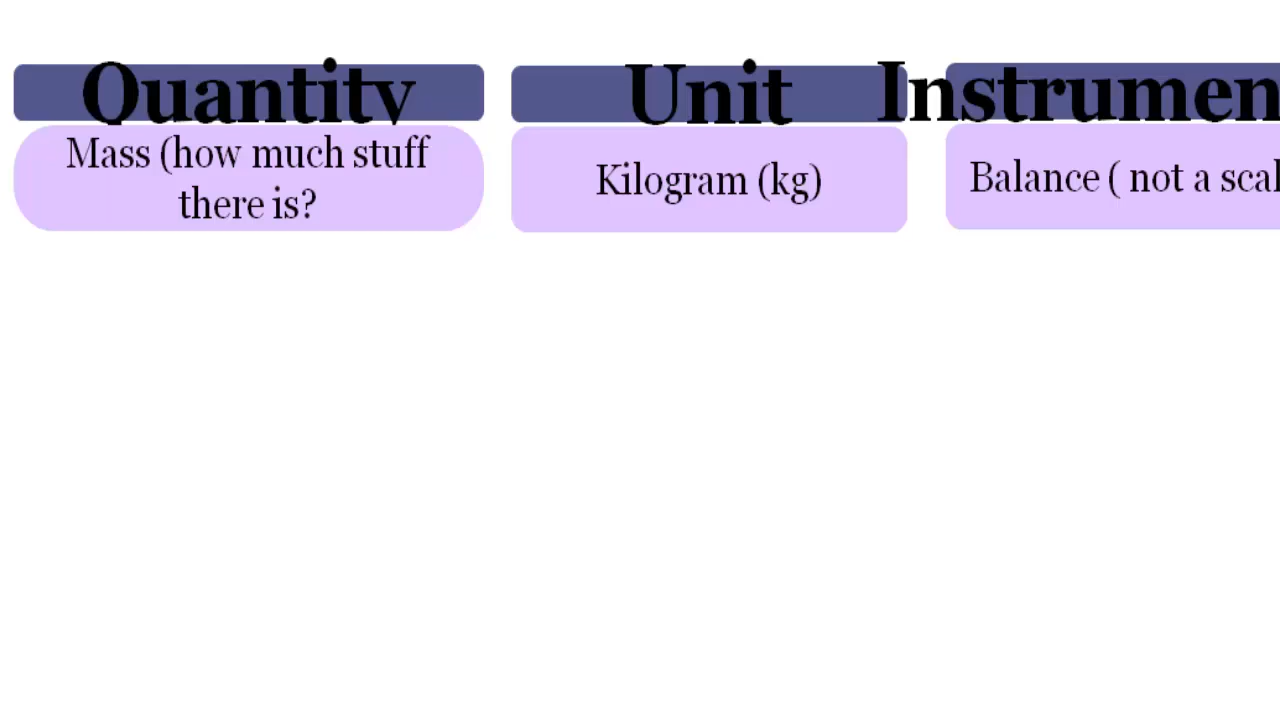 Quantity Unit Instrumen
Mass (how much stuff
there is?
Kilogram (kg)
Balance ( not a scal